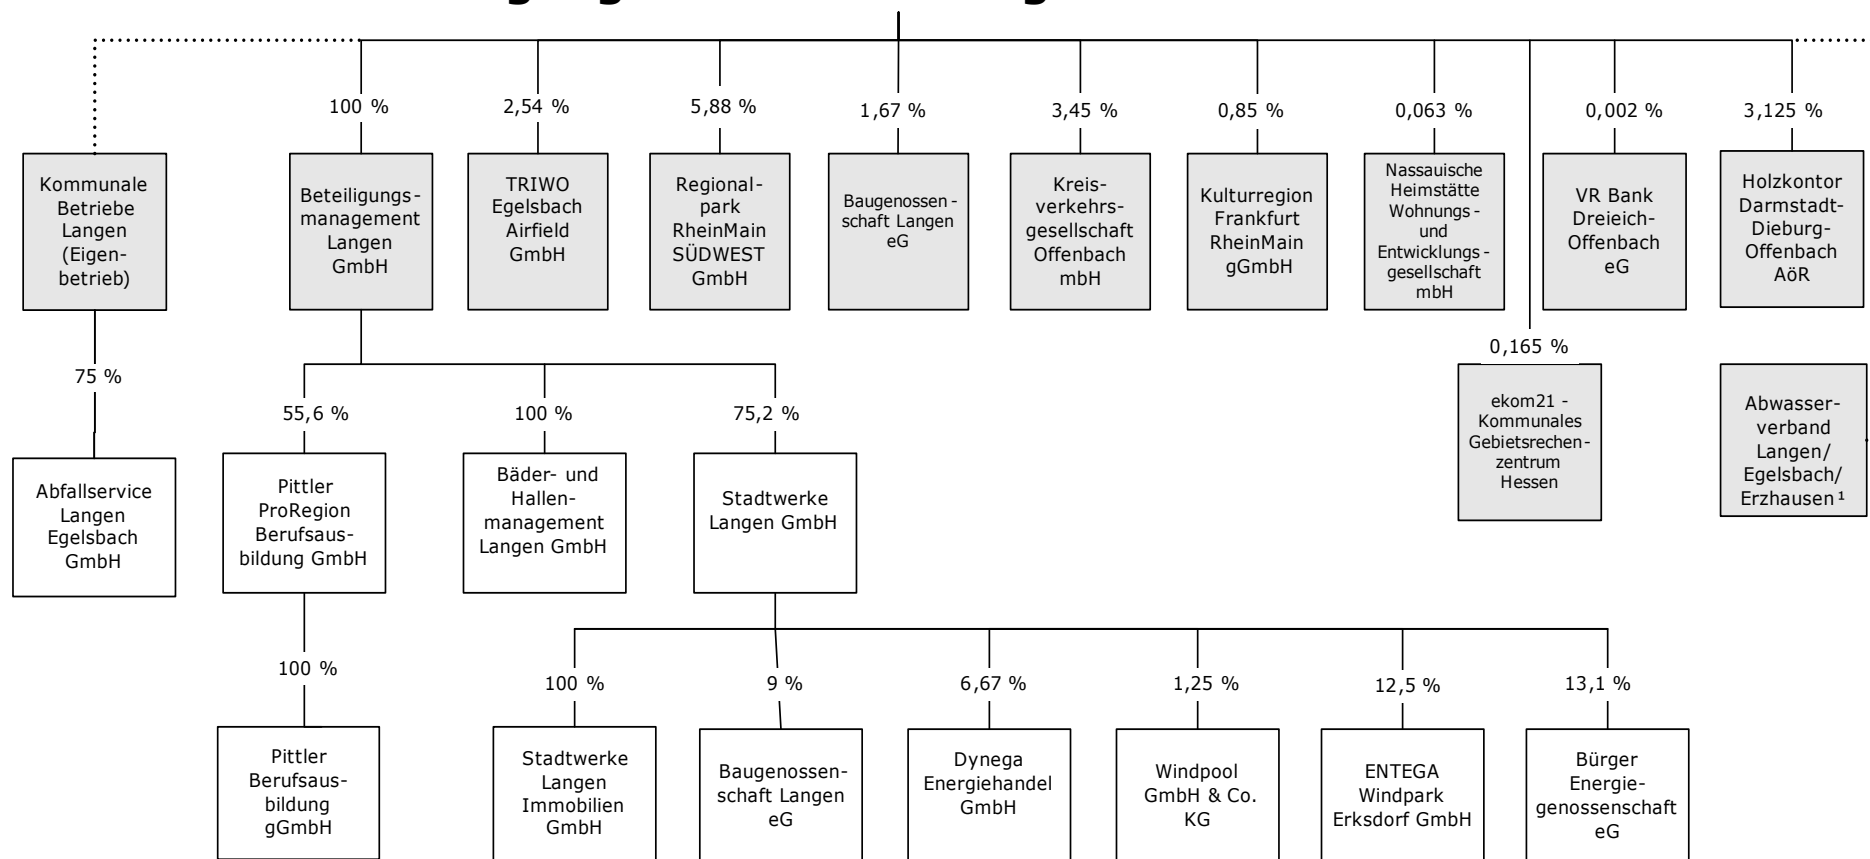 100 %
2,54 %
5,88 %
1,67 %
3,45 %
0,85 %
0,063 %
0,002 %
3,125 %
Kommunale
Betriebe
Langen
(Eigen-
betrieb)
Beteiligungs-
management
Langen
GmbH
TRIWO
Egelsbach
Airfield
GmbH
Regional-
park
RheinMain
SÜDWEST
GmbH
Baugenossen-
schaft Langen
eG
Kreis-
verkehrs-
gesellschaft
Offenbach
mbH
Kulturregion
Frankfurt
RheinMain
gGmbH
Nassauische
Heimstätte
Wohnungs-
und
Entwicklungs-
gesellschaft
mbH
VR Bank
Dreieich-
Offenbach
eG
Holzkontor
Darmstadt-
Dieburg-
Offenbach
AöR
0,165 %
75 %
55,6 %
100 %
75,2 %
ekom21 -
Kommunales
Gebietsrechen-
zentrum
Hessen
Abwasser-
verband
Langen/
Egelsbach/
Erzhausen ¹
Abfallservice
Langen
Egelsbach
GmbH
Pittler
ProRegion
Berufsaus-
bildung GmbH
Bäder- und
Hallen-
management
Langen GmbH
Stadtwerke
Langen GmbH
100 %
100 %
9 %
6,67 %
1,25 %
12,5 %
13,1 %
Pittler
Berufsaus-
bildung
gGmbH
Stadtwerke
Langen
Immobilien
GmbH
Baugenossen-
schaft Langen
eG
Dynega
Energiehandel
GmbH
Windpool
GmbH & Co.
KG
ENTEGA
Windpark
Erksdorf GmbH
Bürger
Energie-
genossenschaft
eG